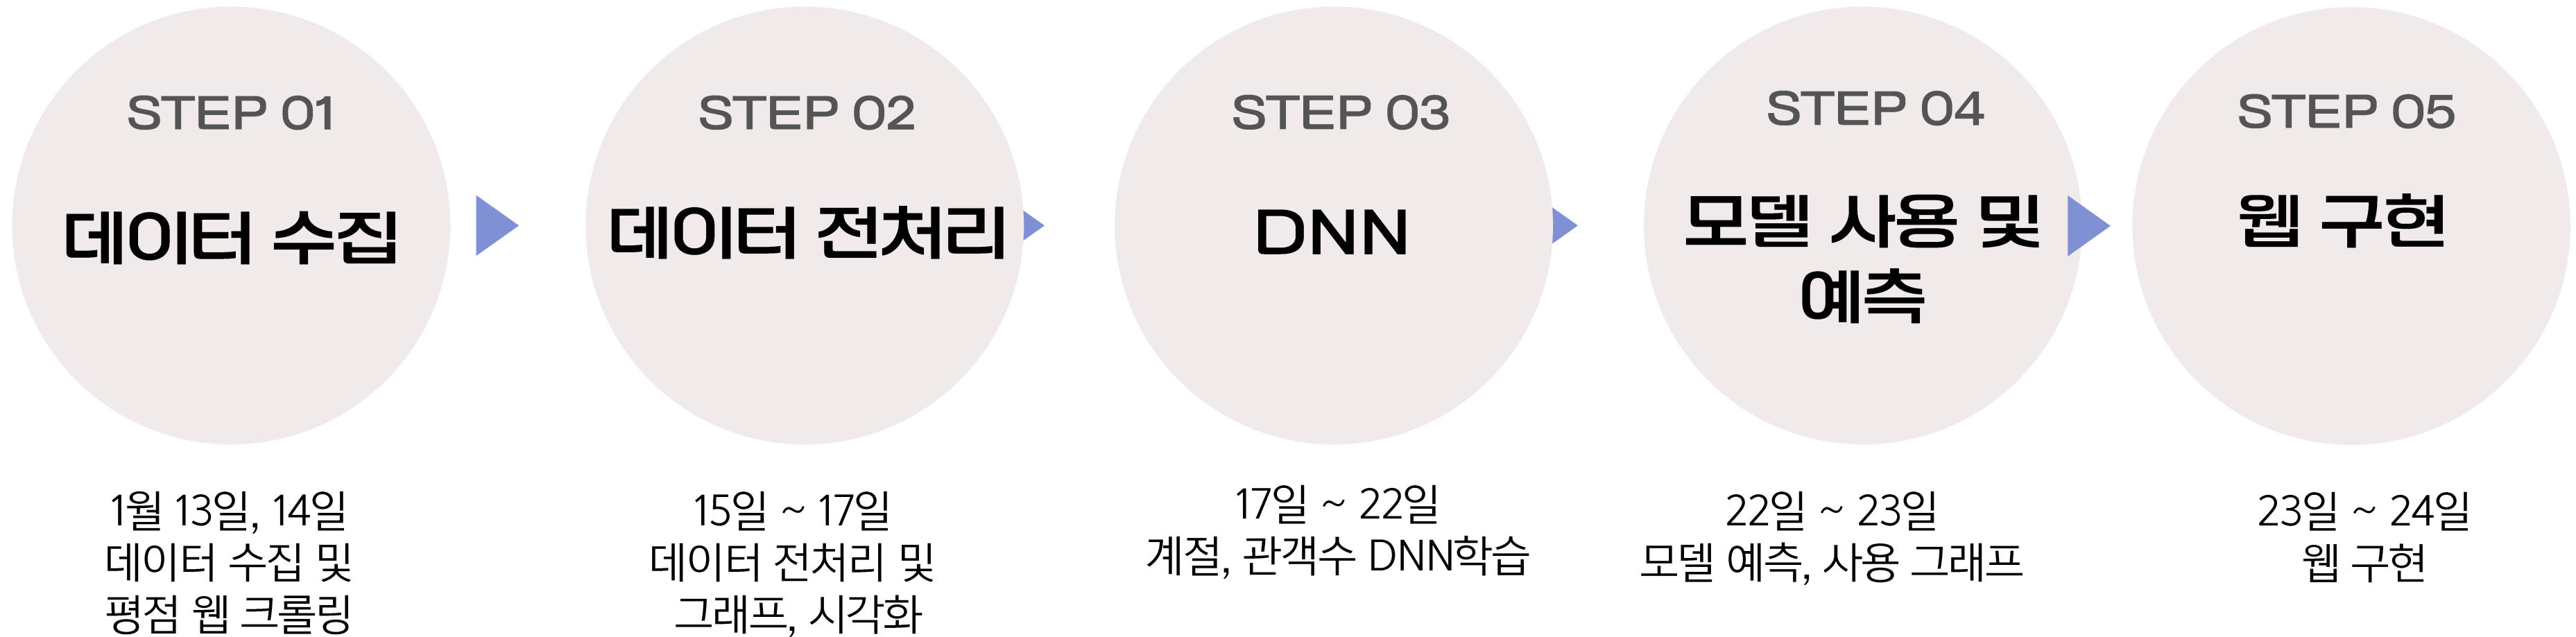 STEP 01
데이터 수집
1월 13일, 14일
데이터 수집 및
평점 웹 크롤링
STEP 02
데이터 전처리
15일 ~ 17일
데이터 전처리 및
그래프, 시각화
STEP 03
DNN
17일 ~ 22일
계절, 관객수 DNN학습
STEP 04
모델 사용 및
예측
22일 ~ 23일
모델 예측, 사용 그래프
STEP 05
웹 구현
23일 ~ 24일
웹 구현